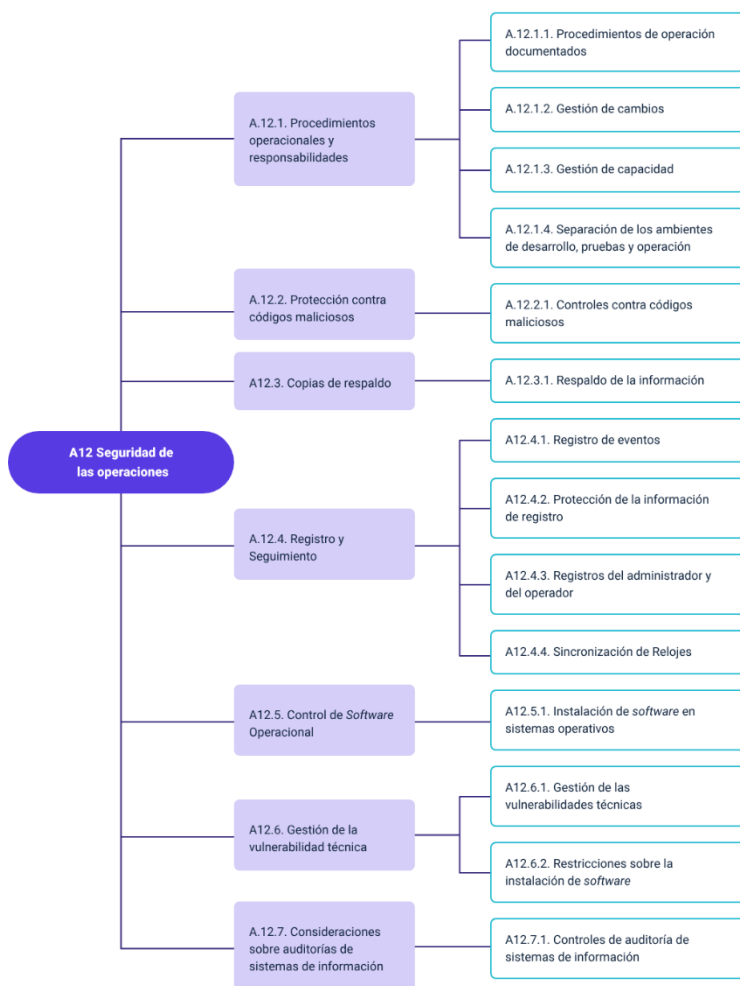 A12 Seguridad de
las operaciones
A.12.1. Procedimientos
operacionales y
responsabilidades
A.12.1.1. Procedimientos de operación
documentados
A.12.1.2. Gestión de cambios
A.12.1.3. Gestión de capacidad
A.12.1.4. Separación de los ambientes
de desarrollo, pruebas y operación
A.12.2. Protección contra
códigos maliciosos
A.12.2.1. Controles contra códigos
maliciosos
A12.3. Copias de respaldo
A.12.3.1. Respaldo de la información
A.12.4. Registro y
Seguimiento
A12.4.1. Registro de eventos
A12.4.2. Protección de la información
de registro
A12.4.3. Registros del administrador y
del operador
A12.4.4. Sincronización de Relojes
A12.5. Control de Software
Operacional
A12.5.1. Instalación de software en
sistemas operativos
A12.6. Gestión de la
vulnerabilidad técnica
A12.6.1. Gestión de las
vulnerabilidades técnicas
A12.6.2. Restricciones sobre la
instalación de software
A.12.7. Consideraciones
sobre auditorías de
sistemas de información
A12.7.1. Controles de auditoría de
sistemas de información